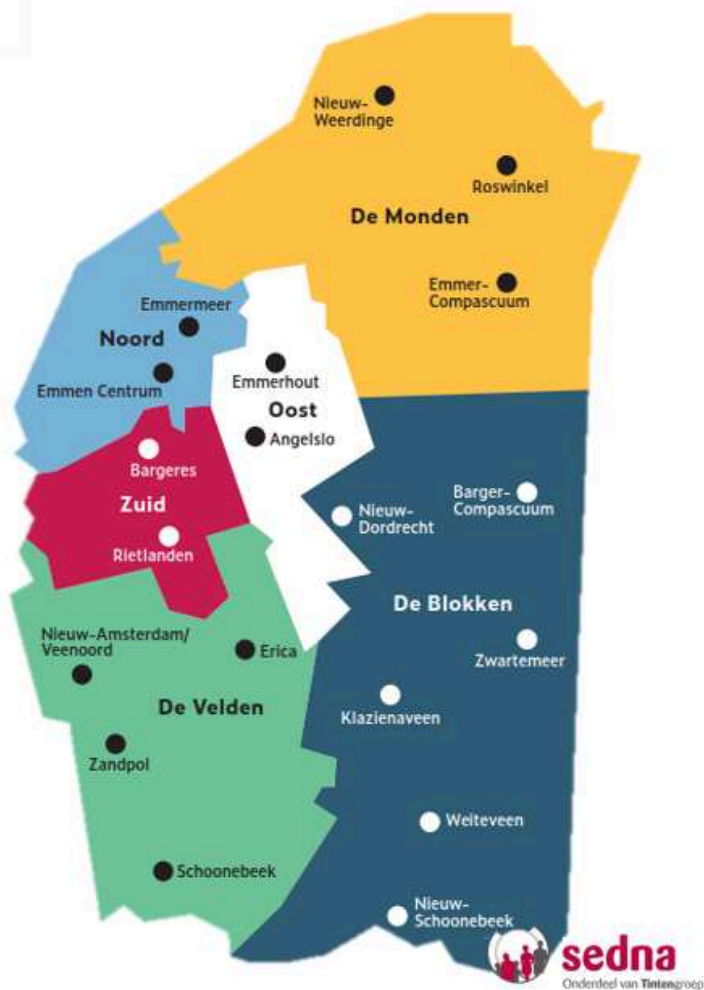 Nieuw-
Weerdinge
Roswinkel
De Monden
Emmer-
Compascuum
Emmermeer
Noord
Emmen Centrum
Emmerhout
Oost
Angelslo
Bargeres
Zuid
Rietlanden
Nieuw-
Dordrecht
Barger-
Compascuum
De Blokken
Zwartemeer
Klazienaveen
Weiteveen
Nieuw-
Schoonebeek
Nieuw-Amsterdam/
Veenoord
Erica
De Velden
Zandpol
Schoonebeek
sedna
Onderdeel van Tintengroep